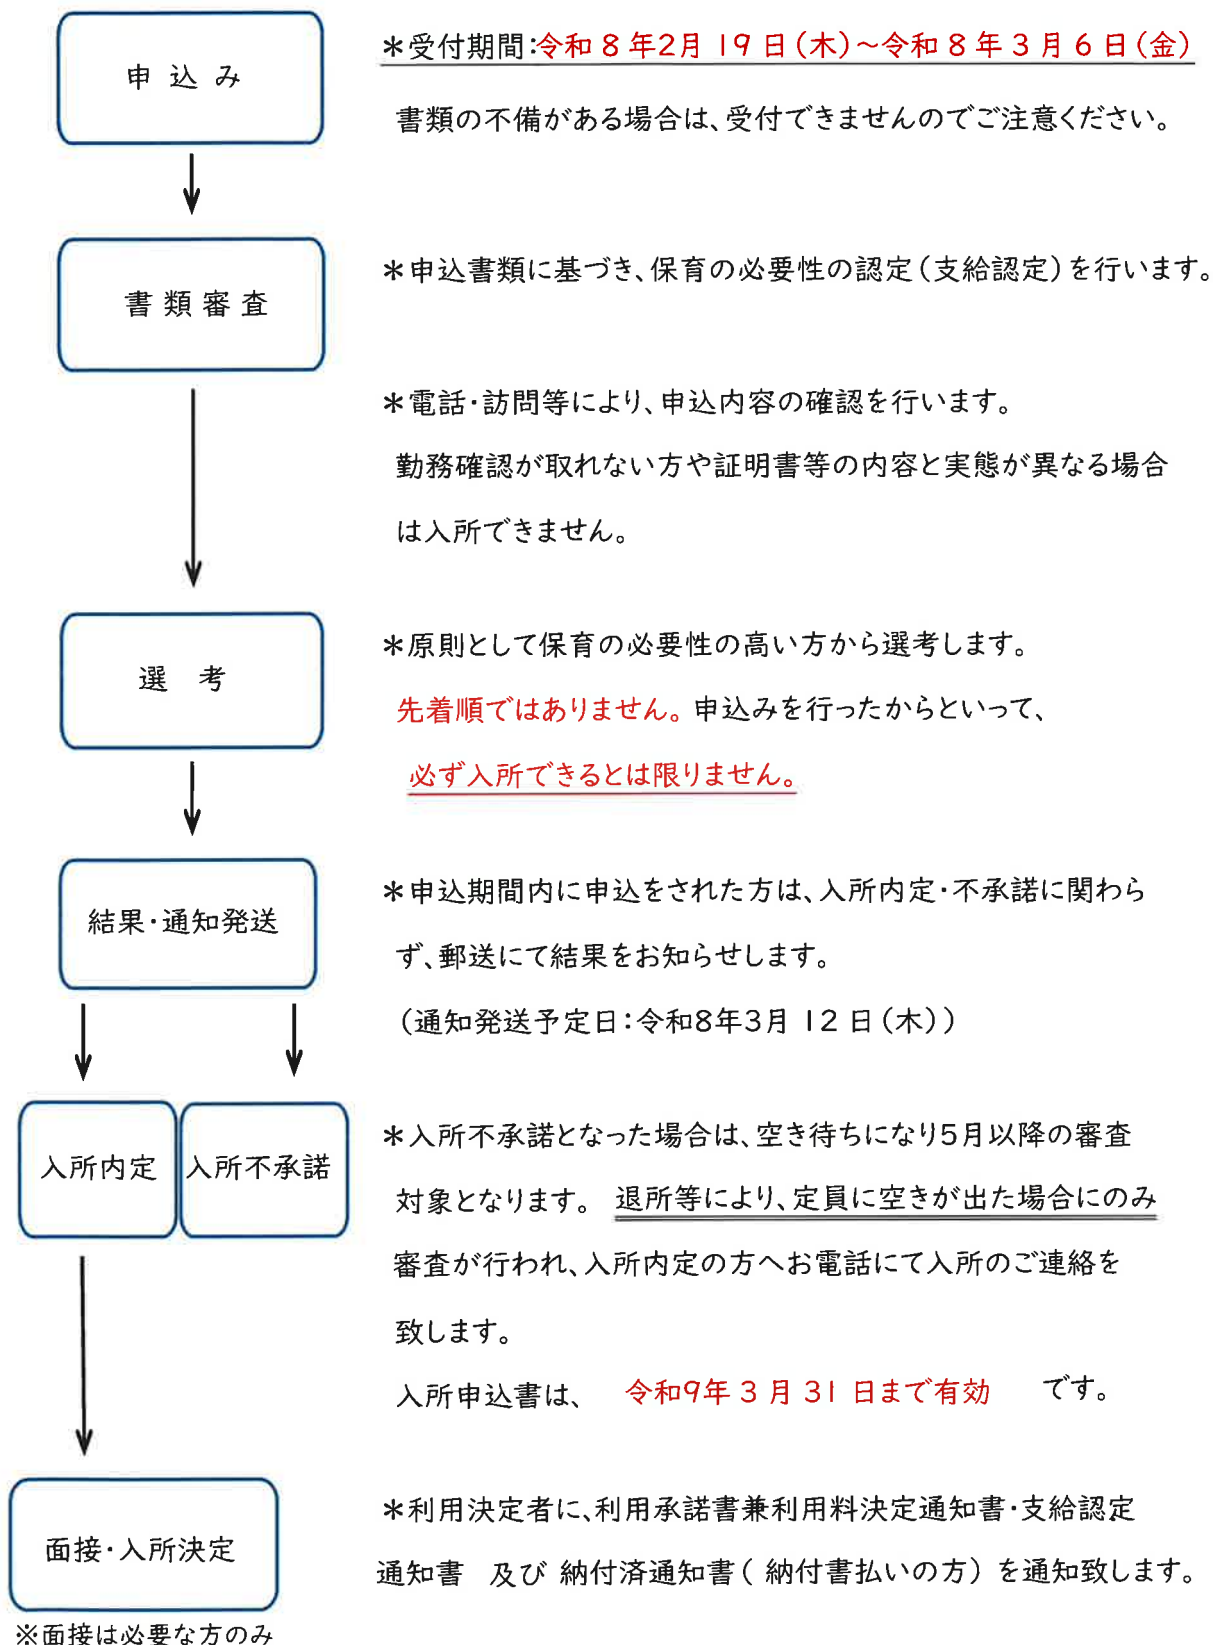 申 込 み
＊受付期間：令和８年2月１９日（木）～令和８年３月６日（金）
書類の不備がある場合は、受付できませんのでご注意ください。
書 類 審 査
＊申込書類に基づき、保育の必要性の認定（支給認定）を行います。
＊電話・訪問等により、申込内容の確認を行います。
勤務確認が取れない方や証明書等の内容と実態が異なる場合
は入所できません。
選　考
＊原則として保育の必要性の高い方から選考します。
先着順ではありません。申込みを行ったからといって、
必ず入所できるとは限りません。
結果・通知発送
＊申込期間内に申込をされた方は、入所内定・不承諾に関わら
ず、郵送にて結果をお知らせします。
（通知発送予定日：令和8年3月１２日（木））
入所内定
入所不承諾
＊入所不承諾となった場合は、空き待ちになり5月以降の審査
対象となります。 退所等により、定員に空きが出た場合にのみ
審査が行われ、入所内定の方へお電話にて入所のご連絡を
致します。
入所申込書は、 令和9年３月３１日まで有効 です。
面接・入所決定
＊利用決定者に、利用承諾書兼利用料決定通知書・支給認定
通知書　及び 納付済通知書（ 納付書払いの方）を通知致します。
※面接は必要な方のみ